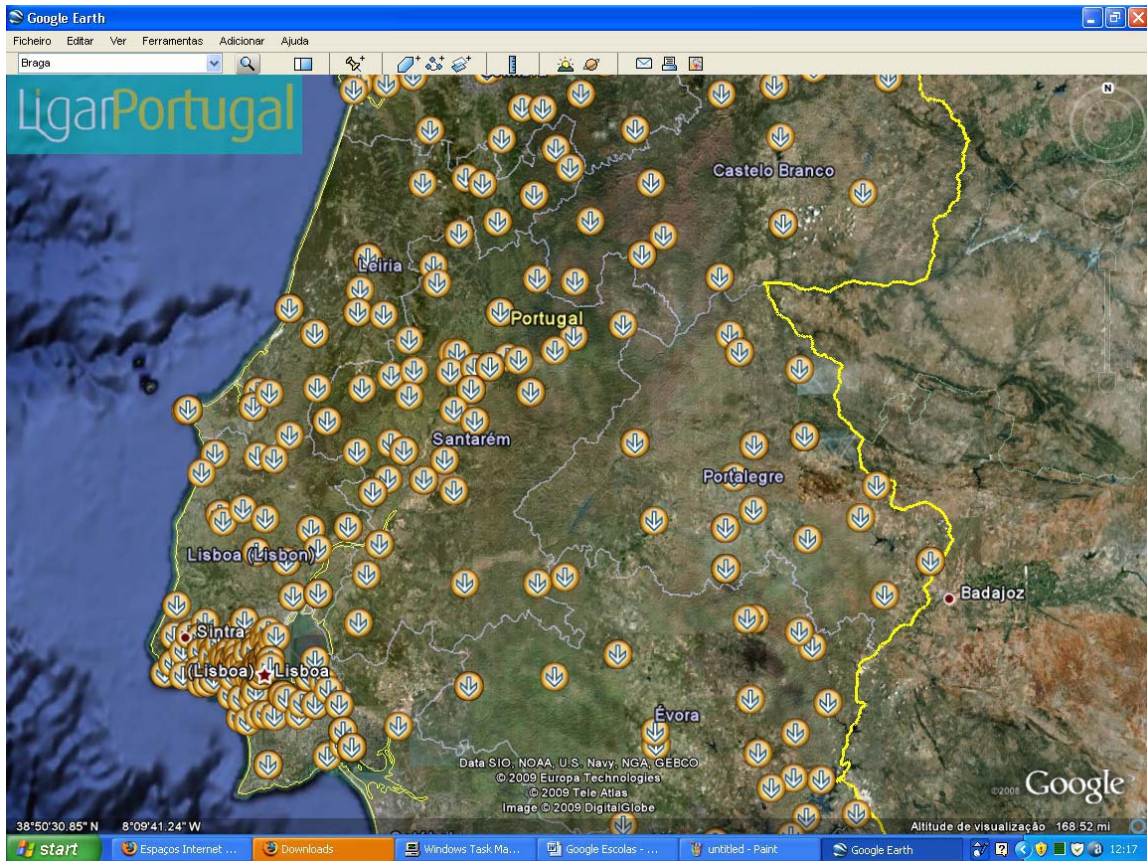 Google Earth
Ficheiro Editar Ver Ferramentas Adicionar Ajuda
Braga
LigarPortugal
N
Castelo Branco
Leiria
Portugal
Santarém
Portalegre
Lisboa (Lisbon)
Badajoz
Sintra
(Lisboa) Lisboa
Évora
Data SIO, NOAA, U.S. Navy, NGA, GEBCO
© 2009 Europa Technologies
© 2009 Tele Atlas
Image © 2009 DigitalGlobe
©2008 Google
38°50'30.85" N 8°09'41.24" W
Altitude de visualização 168.52 mi
start
Espaços Internet ...
Downloads
Windows Task Ma...
Google Escolas - ...
untitled - Paint
Google Earth
12:17